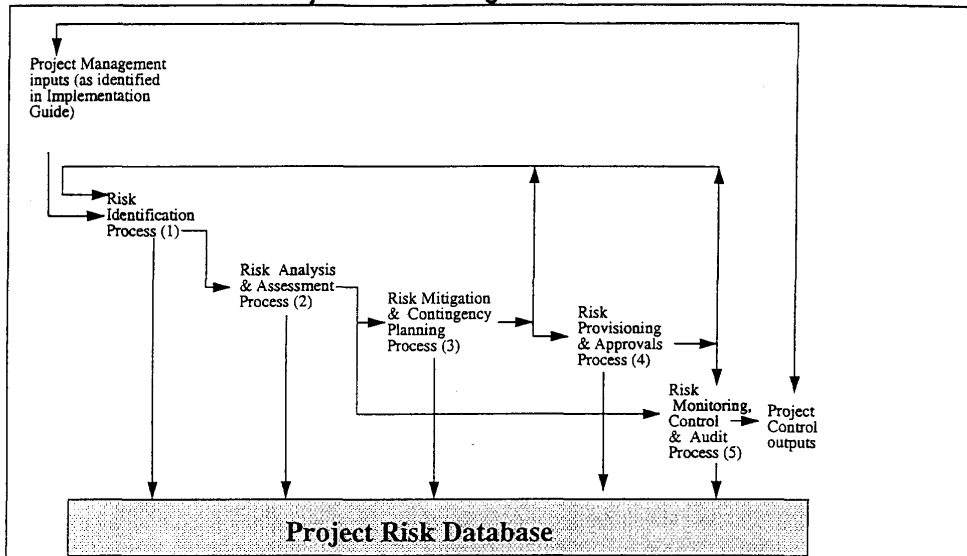 Project Management
inputs (as identified
in Implementation
Guide)
Risk
Identification
Process (1)
Risk Analysis
& Assessment
Process (2)
Risk Mitigation
& Contingency
Planning
Process (3)
Risk
Provisioning
& Approvals
Process (4)
Risk
Monitoring,
Control
& Audit
Process (5)
Project
Control
outputs
Project Risk Database